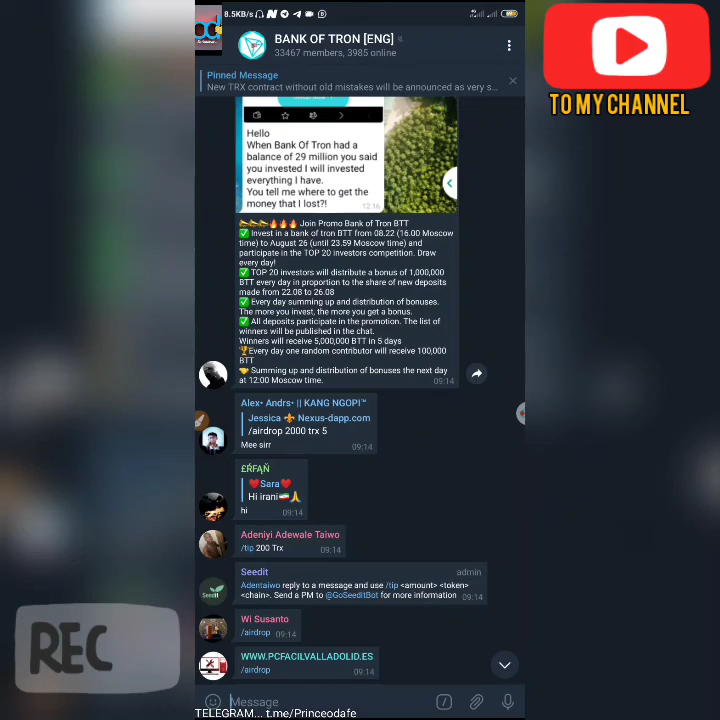 8.5KB/s
BANK OF TRON [ENG]
33467 members, 3985 online
TO MY CHANNEL
Pinned Message
New TRX contract without old mistakes will be announced as very s...
Hello
When Bank Of Tron had a
balance of 29 million you said
you invested I will invested
everything I have.
You tell me where to get the
money that I lost?!
12:16
Join Promo Bank of Tron BTT
Invest in a bank of tron BTT from 08.22 (16.00 Moscow
time) to August 26 (until 23.59 Moscow time) and
participate in the TOP 20 investors competition. Draw
every day!
TOP 20 investors will distribute a bonus of 1,000,000
BTT every day in proportion to the share of new deposits
made from 22.08 to 26.08
Every day summing up and distribution of bonuses.
The more you invest, the more you get a bonus.
All deposits participate in the promotion. The list of
winners will be published in the chat.
Winners will receive 5,000,000 BTT in 5 days
🏆Every day one random contributor will receive 100,000
BTT
Summing up and distribution of bonuses the next day
at 12:00 Moscow time.
09:14
Alex• Andrs• || KANG NGOPI™
Jessica ⚜ Nexus-dapp.com
/airdrop 2000 trx 5
Mee sirr
09:14
£ŔFĄŇ
❤Sara❤
Hi irani🇮🇷🙏
hi
09:14
Adeniyi Adewale Taiwo
/tip 200 Trx
09:14
Seedit
admin
Adentaiwo reply to a message and use /tip <amount> <token>
<chain>. Send a PM to @GoSeeditBot for more information
09:14
Seedit
Wi Susanto
/airdrop
09:14
WWW.PCFACILVALLADOLID.ES
/airdrop
09:14
REC
Message
TELEGRAM... t.me/Princeodafe